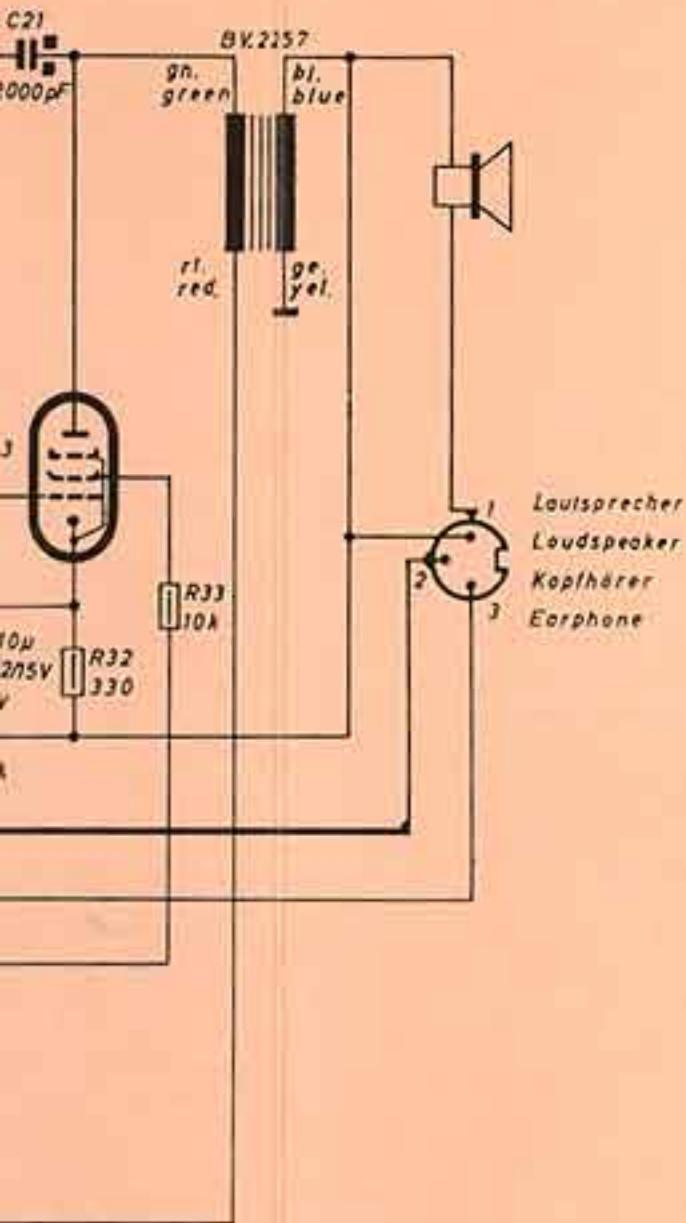 C21
BV.2257
gn.
green
bl.
blue
rt.
red.
ge.
yel.
3
1
Lautsprecher
Loudspeaker
2
Kopfhörer
3
Earphone
R33
10k
10µ
R32
330